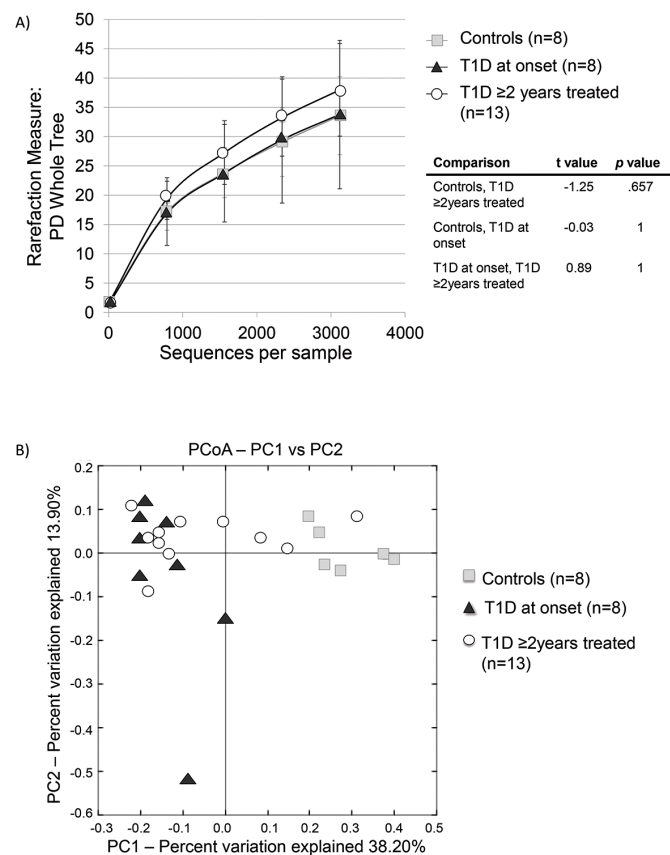 A)
50
45
40
35
30
25
20
15
10
5
0
Rarefaction Measure:
PD Whole Tree
0 1000 2000 3000 4000
Sequences per sample
Controls (n=8)
T1D at onset (n=8)
T1D ≥2 years treated
(n=13)
Comparison t value p value
Controls, T1D -1.25 .657
≥2years treated
Controls, T1D at -0.03 1
onset
T1D at onset, T1D 0.89 1
≥2years treated
B)
PCoA – PC1 vs PC2
0.2
0.1
0.0
-0.1
-0.2
-0.3
-0.4
-0.5
-0.6
PC2 – Percent variation explained 13.90%
-0.3 -0.2 -0.1 0.0 0.1 0.2 0.3 0.4 0.5
PC1 – Percent variation explained 38.20%
Controls (n=8)
T1D at onset (n=8)
T1D ≥2years treated
(n=13)